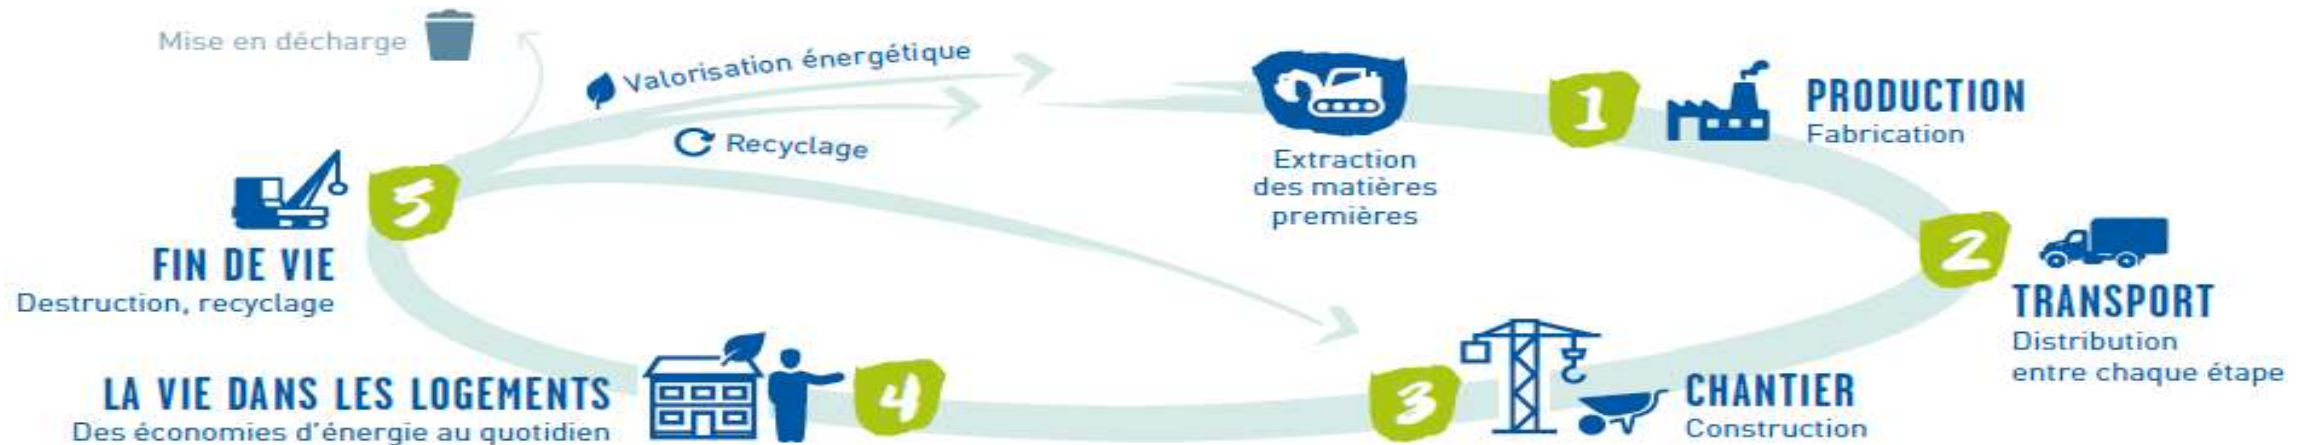 Mise en décharge
Valorisation énergétique
Recyclage
Extraction
des matières
premières
1
PRODUCTION
Fabrication
2
TRANSPORT
Distribution
entre chaque étape
3
CHANTIER
Construction
4
LA VIE DANS LES LOGEMENTS
Des économies d'énergie au quotidien
5
FIN DE VIE
Destruction, recyclage